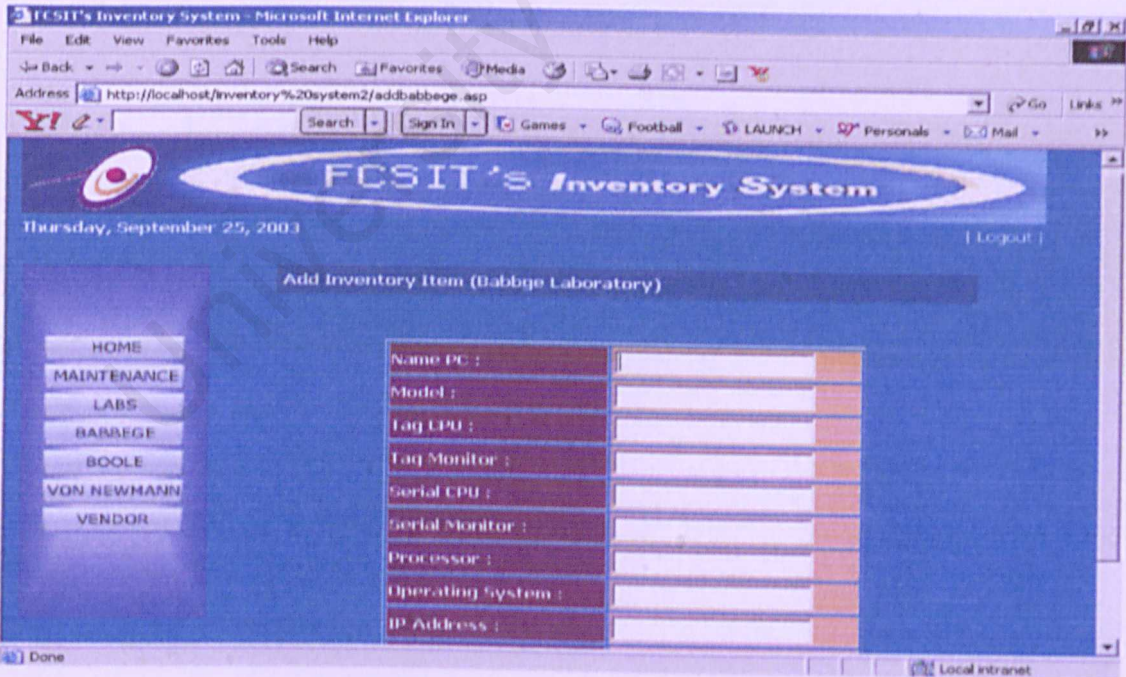 FCSIT's Inventory System - Microsoft Internet Explorer
File Edit View Favorites Tools Help
Back Search Favorites Media
Address http://localhost/inventory%20system2/addbabbege.asp Go Links »
Y! Search Sign In Games Football LAUNCH Personals Mail
FCSIT's Inventory System
Thursday, September 25, 2003
| Logout |
Add Inventory Item (Babbge Laboratory)
HOME
MAINTENANCE
LABS
BABBEGE
BOOLE
VON NEWMANN
VENDOR
Name PC :
Model :
Tag CPU :
Tag Monitor :
Serial CPU :
Serial Monitor :
Processor :
Operating System :
IP Address :
Done
Local intranet
University